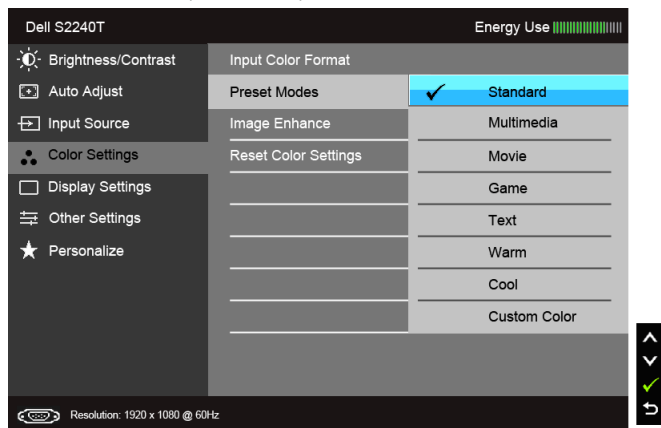 Dell S2240T
Energy Use
Brightness/Contrast
Auto Adjust
Input Source
Color Settings
Display Settings
Other Settings
Personalize
Input Color Format
Preset Modes
Image Enhance
Reset Color Settings
Standard
Multimedia
Movie
Game
Text
Warm
Cool
Custom Color
Resolution: 1920 x 1080 @ 60Hz